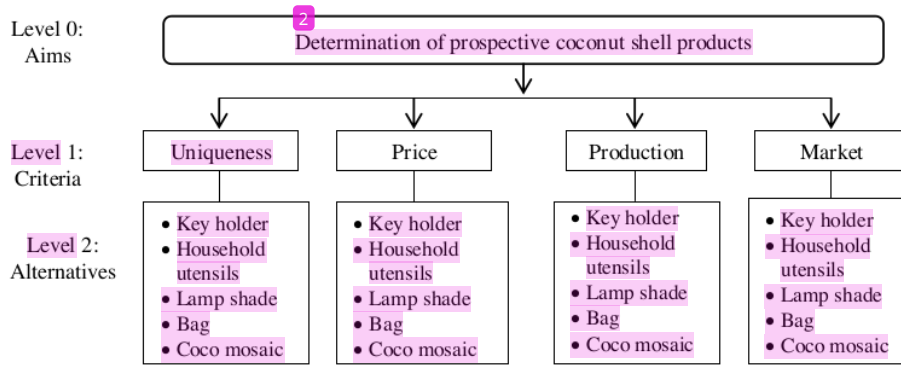 2
Level 0:
Aims
Determination of prospective coconut shell products
Level 1:
Criteria
Uniqueness
Price
Production
Market
Level 2:
Alternatives
• Key holder
• Household
utensils
• Lamp shade
• Bag
• Coco mosaic
• Key holder
• Household
utensils
• Lamp shade
• Bag
• Coco mosaic
• Key holder
• Household
utensils
• Lamp shade
• Bag
• Coco mosaic
• Key holder
• Household
utensils
• Lamp shade
• Bag
• Coco mosaic